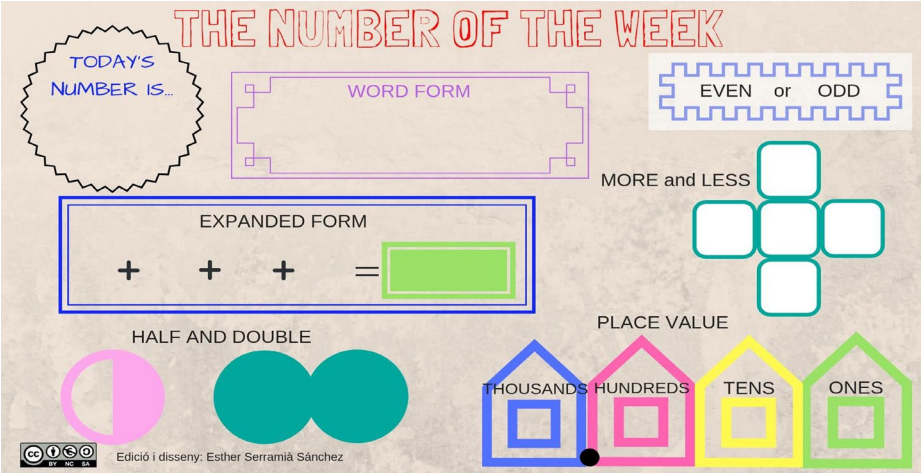 THE NUMBER OF THE WEEK
TODAY'S
NUMBER IS...
WORD FORM
EVEN or ODD
MORE and LESS
EXPANDED FORM
+ + + =
HALF AND DOUBLE
PLACE VALUE
THOUSANDS HUNDREDS TENS ONES
cc BY NC SA
Edició i disseny: Esther Serramià Sánchez